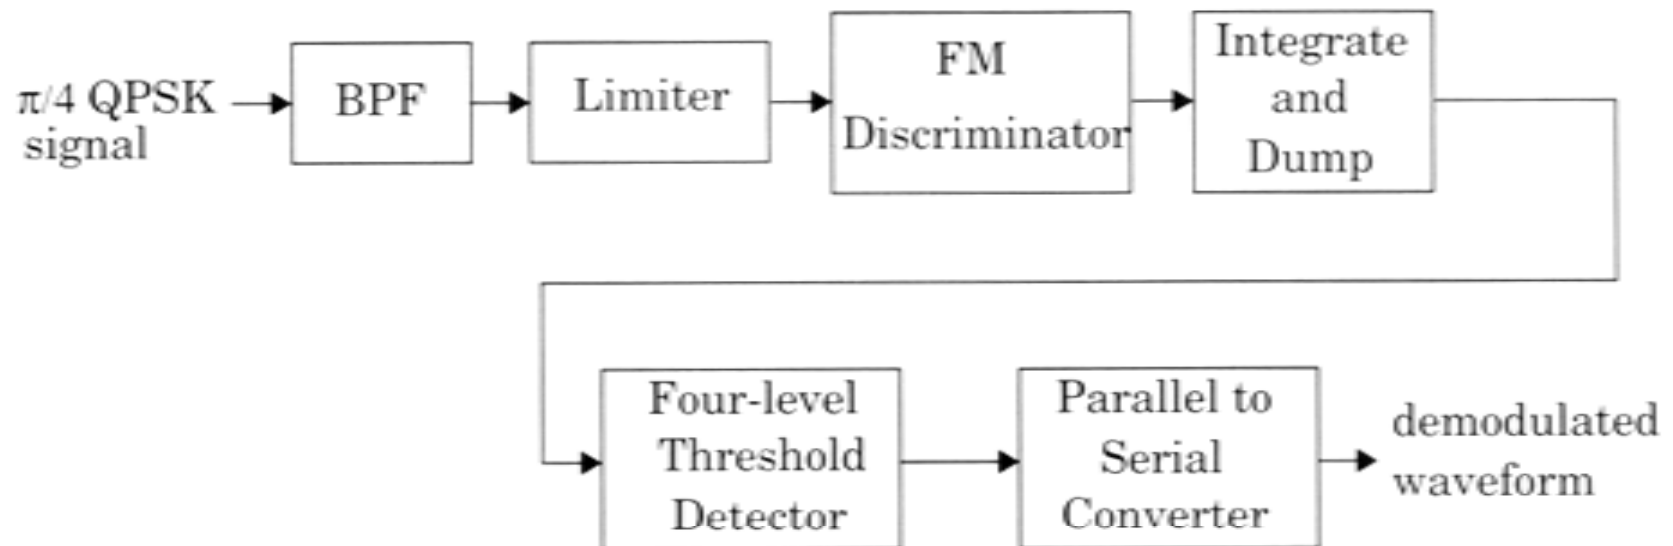 π/4 QPSK
signal
BPF
Limiter
FM
Discriminator
Integrate
and
Dump
Four-level
Threshold
Detector
Parallel to
Serial
Converter
demodulated
waveform